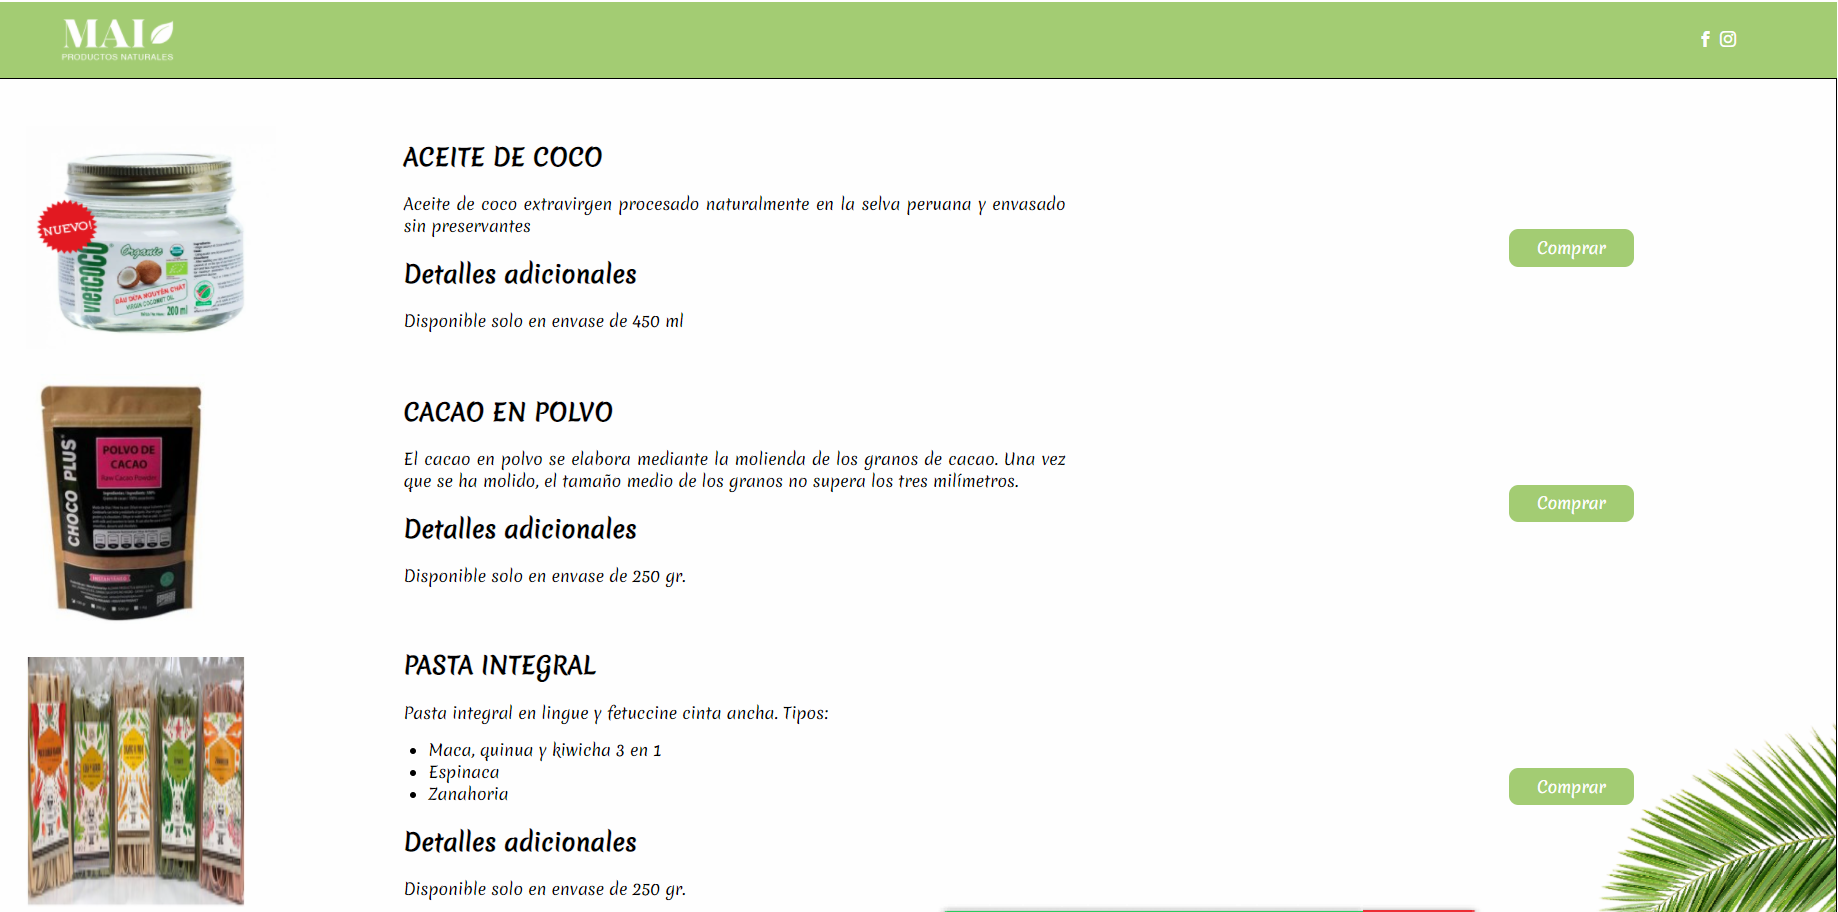 MAI
PRODUCTOS NATURALES
NUEVO!
Organic
VIETCOCO
DẦU DỪA NGUYÊN CHẤT
VIRGIN COCONUT OIL
200 ml
ACEITE DE COCO
Aceite de coco extravirgen procesado naturalmente en la selva peruana y envasado
sin preservantes
Detalles adicionales
Disponible solo en envase de 450 ml
Comprar
CHOCO PLUS
POLVO DE
CACAO
Raw Cacao Powder
CACAO EN POLVO
El cacao en polvo se elabora mediante la molienda de los granos de cacao. Una vez
que se ha molido, el tamaño medio de los granos no supera los tres milímetros.
Detalles adicionales
Disponible solo en envase de 250 gr.
Comprar
PASTA INTEGRAL
Pasta integral en lingue y fetuccine cinta ancha. Tipos:
Maca, quinua y kiwicha 3 en 1
Espinaca
Zanahoria
Detalles adicionales
Disponible solo en envase de 250 gr.
Comprar